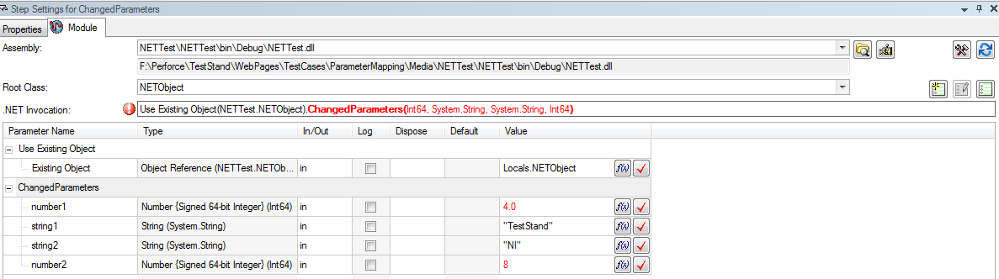 Step Settings for ChangedParameters
Properties
Module
Assembly: NETTest\NETTest\bin\Debug\NETTest.dll
F:\Perforce\TestStand\WebPages\TestCases\ParameterMapping\Media\NETTest\NETTest\bin\Debug\NETTest.dll
Root Class: NETObject
.NET Invocation: Use Existing Object(NETTest.NETObject).ChangedParameters(Int64, System.String, System.String, Int64)
Parameter Name Type In/Out Log Dispose Default Value
Use Existing Object
Existing Object Object Reference (NETTest.NETOb... in Locals.NETObject f(x)
ChangedParameters
number1 Number {Signed 64-bit Integer} (Int64) in 4.0 f(x)
string1 String (System.String) in "TestStand" f(x)
string2 String (System.String) in "NI" f(x)
number2 Number {Signed 64-bit Integer} (Int64) in 8 f(x)